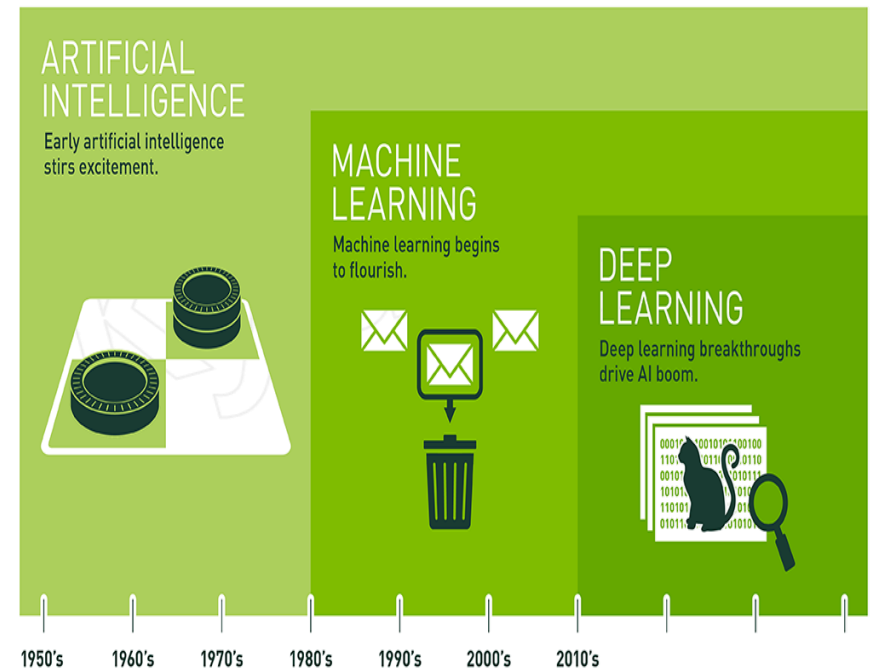 ARTIFICIAL
INTELLIGENCE
Early artificial intelligence
stirs excitement.
MACHINE
LEARNING
Machine learning begins
to flourish.
DEEP
LEARNING
Deep learning breakthroughs
drive AI boom.
1950's 1960's 1970's 1980's 1990's 2000's 2010's